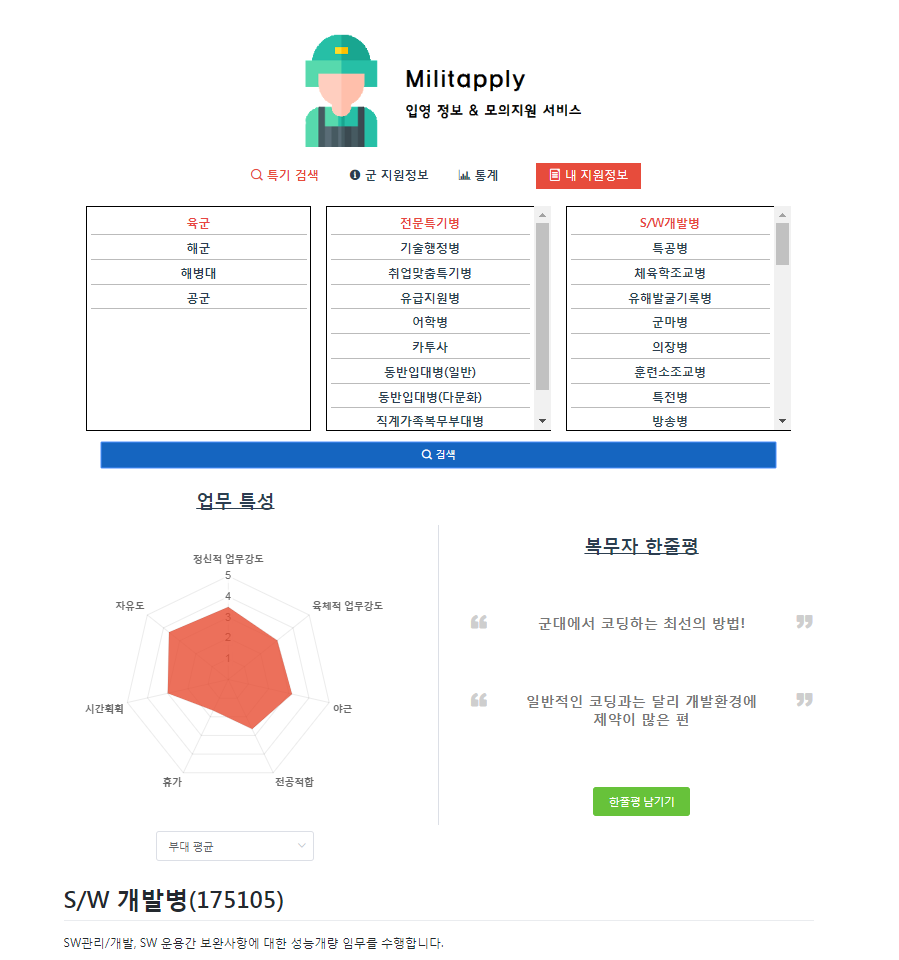 Militapply
입영 정보 & 모의지원 서비스
특기 검색 군 지원정보 통계 내 지원정보
육군
해군
해병대
공군
전문특기병
기술행정병
취업맞춤특기병
유급지원병
어학병
카투사
동반입대병(일반)
동반입대병(다문화)
직계가족복무부대병
S/W개발병
특공병
체육학조교병
유해발굴기록병
군마병
의장병
훈련소조교병
특전병
방송병
검색
업무 특성
정신적 업무강도
5
4
3
2
1
육체적 업무강도
야근
전공적합
휴가
시간획획
자유도
부대 평균
복무자 한줄평
군대에서 코딩하는 최선의 방법!
일반적인 코딩과는 달리 개발환경에
제약이 많은 편
한줄평 남기기
S/W 개발병(175105)
SW관리/개발, SW 운용간 보완사항에 대한 성능개량 임무를 수행합니다.